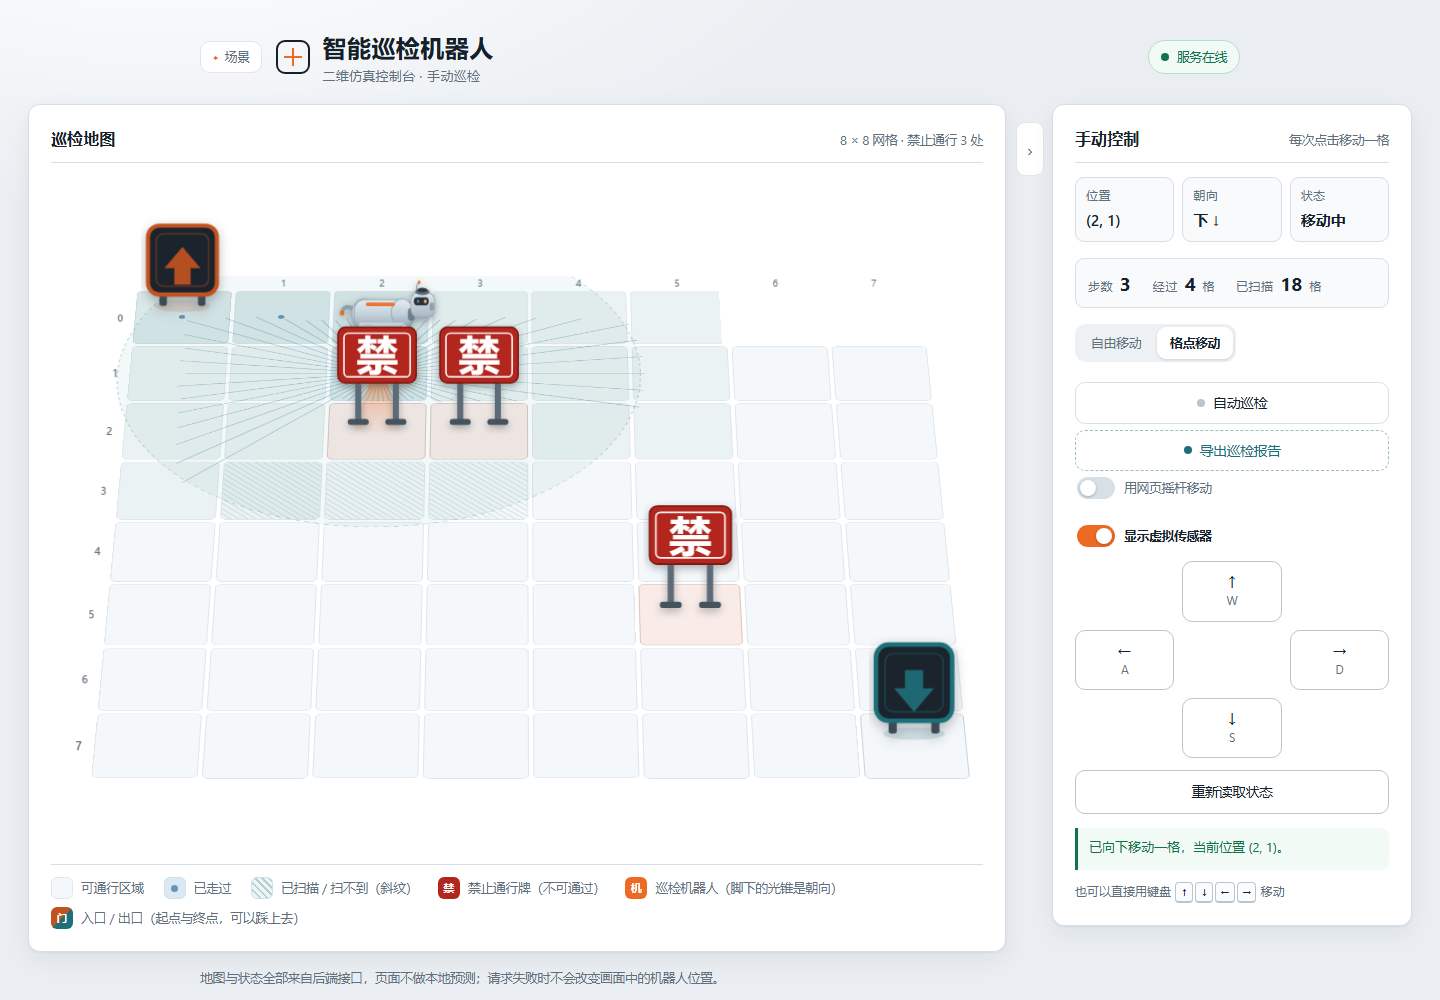 场景
智能巡检机器人
二维仿真控制台 · 手动巡检
服务在线
巡检地图
8 × 8 网格 · 禁止通行 3 处
1 2 3 4 5 6 7
0
禁 禁
1
2
3
禁
4
5
6
7
可通行区域
已走过
已扫描 / 扫不到（斜纹）
禁 禁止通行牌（不可通过）
机 巡检机器人（脚下的光锥是朝向）
门 入口 / 出口（起点与终点，可以踩上去）
›
手动控制
每次点击移动一格
位置
(2, 1)
朝向
下 ↓
状态
移动中
步数 3 经过 4 格 已扫描 18 格
自由移动 格点移动
自动巡检
导出巡检报告
用网页摇杆移动
显示虚拟传感器
↑
W
←
A
→
D
↓
S
重新读取状态
已向下移动一格，当前位置 (2, 1)。
也可以直接用键盘 ↑ ↓ ← → 移动
地图与状态全部来自后端接口，页面不做本地预测；请求失败时不会改变画面中的机器人位置。